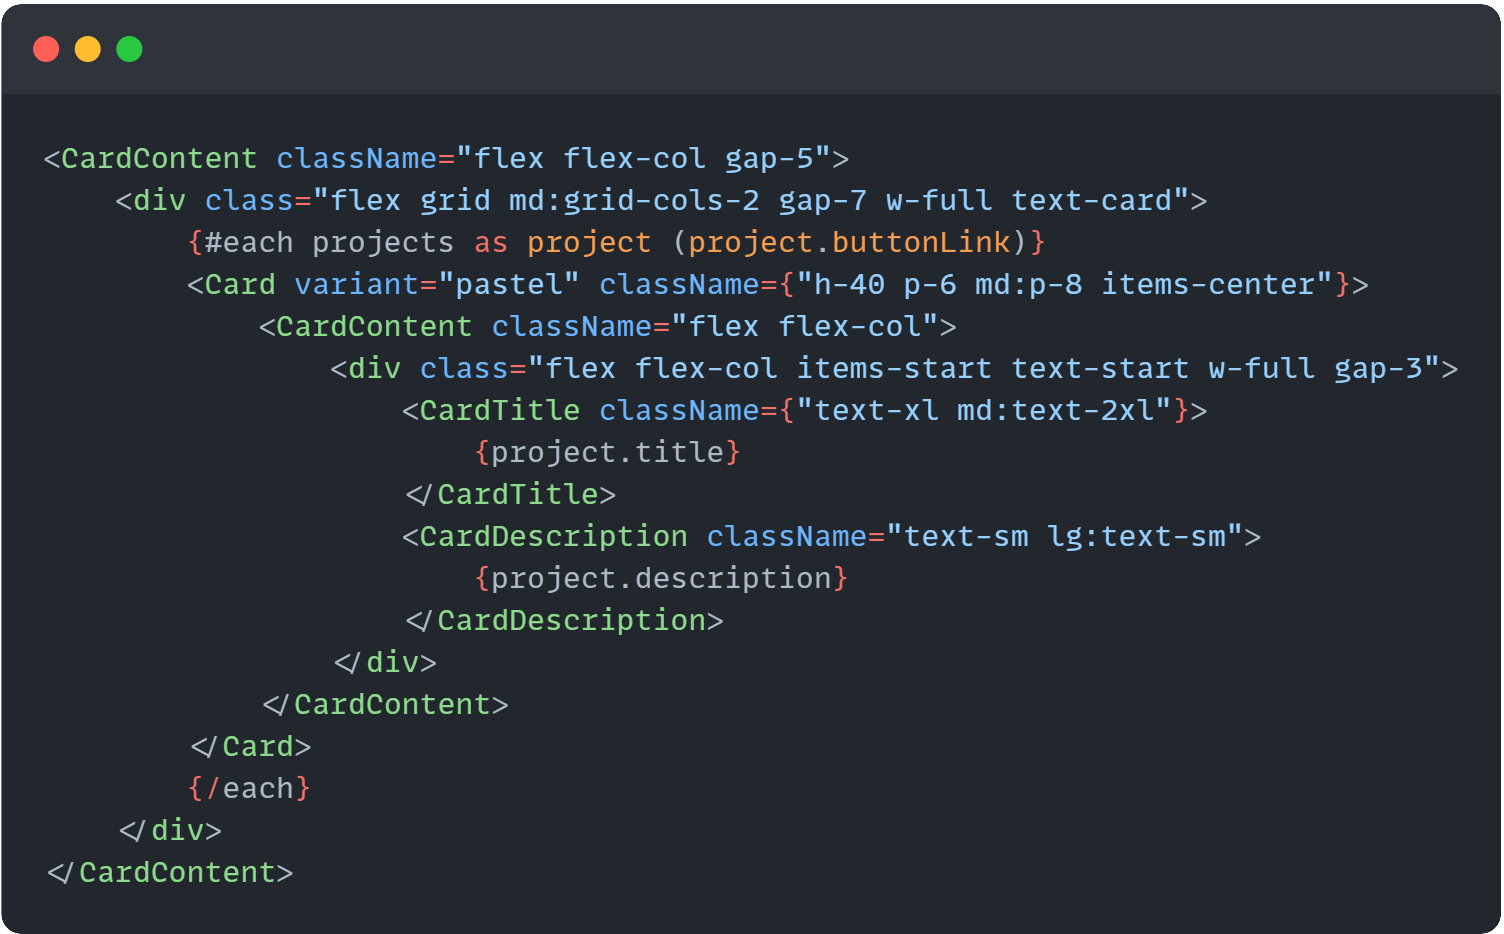 <CardContent className="flex flex-col gap-5">
    <div class="flex grid md:grid-cols-2 gap-7 w-full text-card">
        {#each projects as project (project.buttonLink)}
        <Card variant="pastel" className={"h-40 p-6 md:p-8 items-center"}>
            <CardContent className="flex flex-col">
                <div class="flex flex-col items-start text-start w-full gap-3">
                    <CardTitle className={"text-xl md:text-2xl"}>
                        {project.title}
                    </CardTitle>
                    <CardDescription className="text-sm lg:text-sm">
                        {project.description}
                    </CardDescription>
                </div>
            </CardContent>
        </Card>
        {/each}
    </div>
</CardContent>